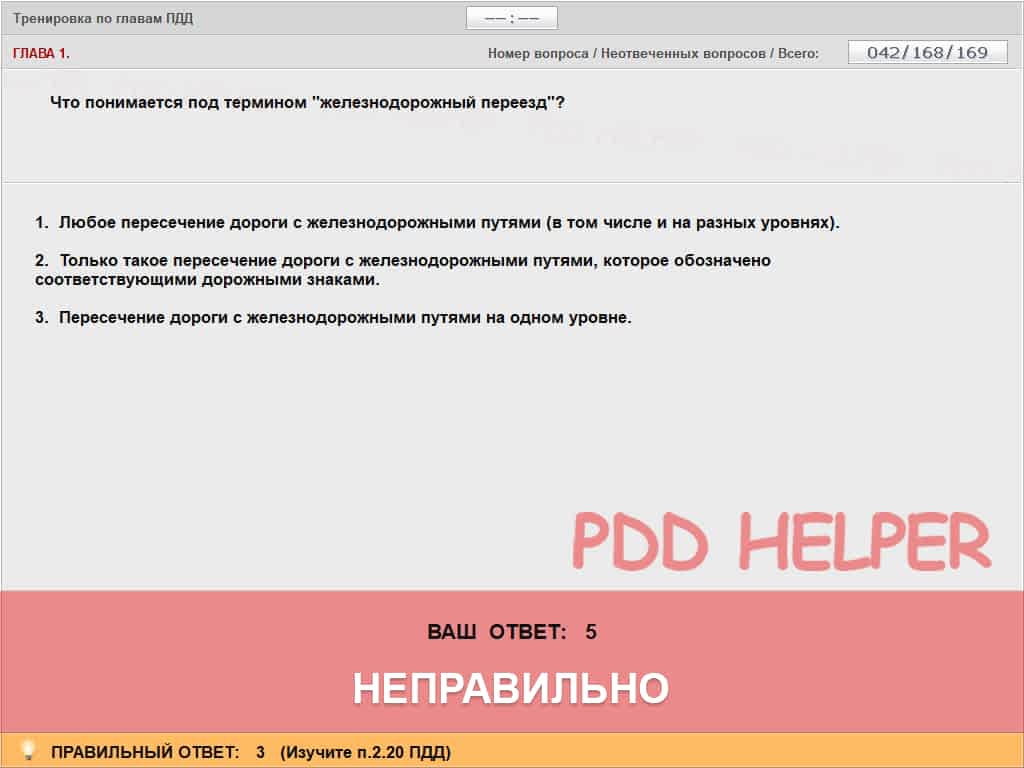 Тренировка по главам ПДД
—— : ——
ГЛАВА 1.
Номер вопроса / Неотвеченных вопросов / Всего:
042/168/169
Что понимается под термином "железнодорожный переезд"?
1. Любое пересечение дороги с железнодорожными путями (в том числе и на разных уровнях).
2. Только такое пересечение дороги с железнодорожными путями, которое обозначено
соответствующими дорожными знаками.
3. Пересечение дороги с железнодорожными путями на одном уровне.
PDD HELPER
ВАШ ОТВЕТ: 5
НЕПРАВИЛЬНО
ПРАВИЛЬНЫЙ ОТВЕТ: 3 (Изучите п.2.20 ПДД)